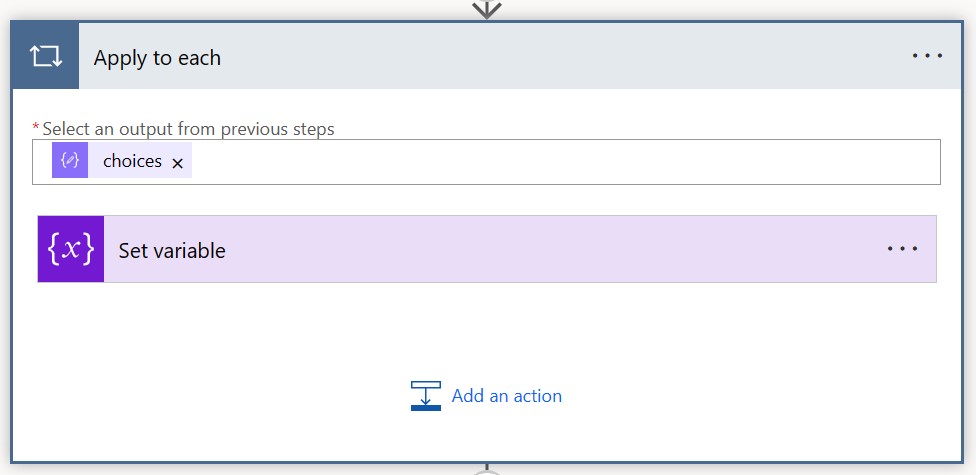 Apply to each
* Select an output from previous steps
choices ×
{x} Set variable
Add an action